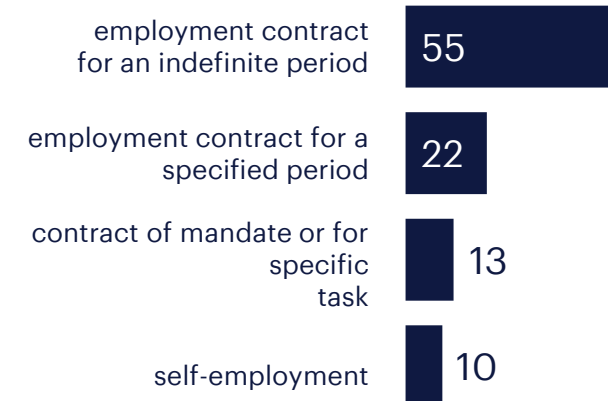 employment contract
for an indefinite period
55
employment contract for a
specified period
22
contract of mandate or for
specific
task
13
self-employment
10